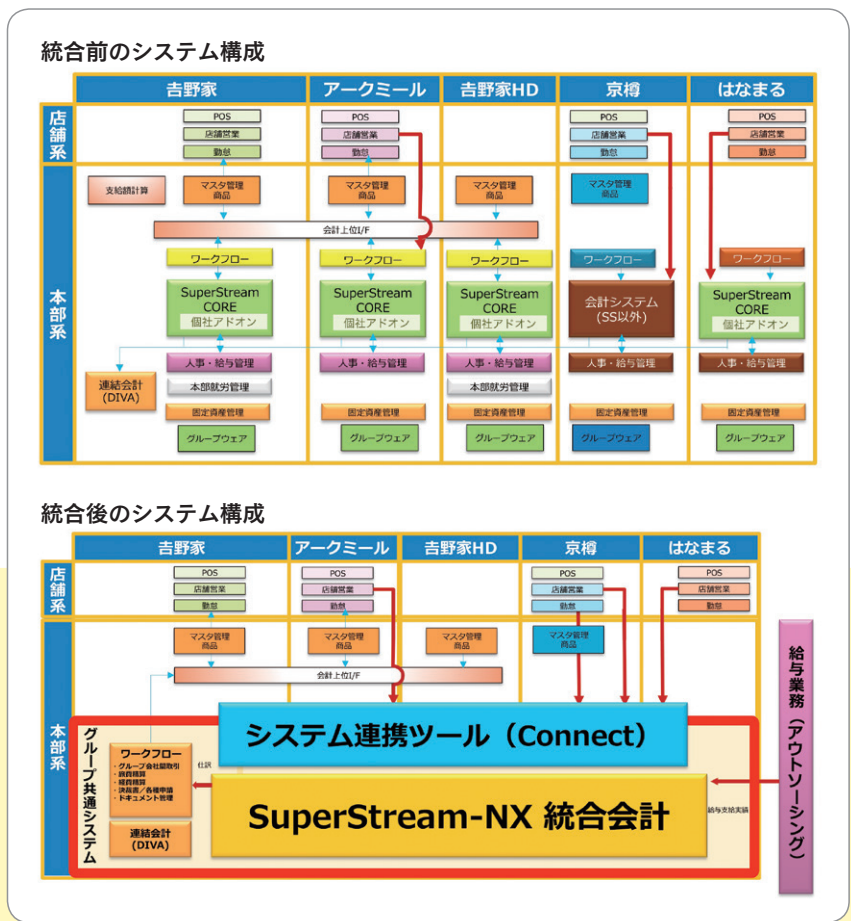 統合前のシステム構成
吉野家 アークミール 吉野家HD 京樽 はなまる
店舗系
POS POS POS POS
店舗営業 店舗営業 店舗営業 店舗営業
勤怠 勤怠 勤怠 勤怠
本部系
支給額計算
マスタ管理 マスタ管理 マスタ管理 マスタ管理
商品 商品 商品 商品
会計上位I/F
ワークフロー ワークフロー ワークフロー ワークフロー ワークフロー
SuperStream SuperStream SuperStream 会計システム SuperStream
CORE CORE CORE (SS以外) CORE
個社アドオン 個社アドオン 個社アドオン 個社アドオン
人事・給与管理 人事・給与管理 人事・給与管理 人事・給与管理 人事・給与管理
連結会計
(DIVA)
本部就労管理 本部就労管理
固定資産管理 固定資産管理 固定資産管理 固定資産管理 固定資産管理
グループウェア グループウェア グループウェア グループウェア グループウェア
統合後のシステム構成
吉野家 アークミール 吉野家HD 京樽 はなまる
店舗系
POS POS POS POS
店舗営業 店舗営業 店舗営業 店舗営業
勤怠 勤怠 勤怠 勤怠
本部系
マスタ管理 マスタ管理 マスタ管理 マスタ管理
商品 商品 商品 商品
会計上位I/F
グループ共通システム
システム連携ツール（Connect）
ワークフロー
・グループ会社間取引
・旅費精算
・経費精算
・決裁書／各種申請
・ドキュメント管理
仕訳
SuperStream-NX 統合会計
連結会計
(DIVA)
給与支給実績
給与業務（アウトソーシング）